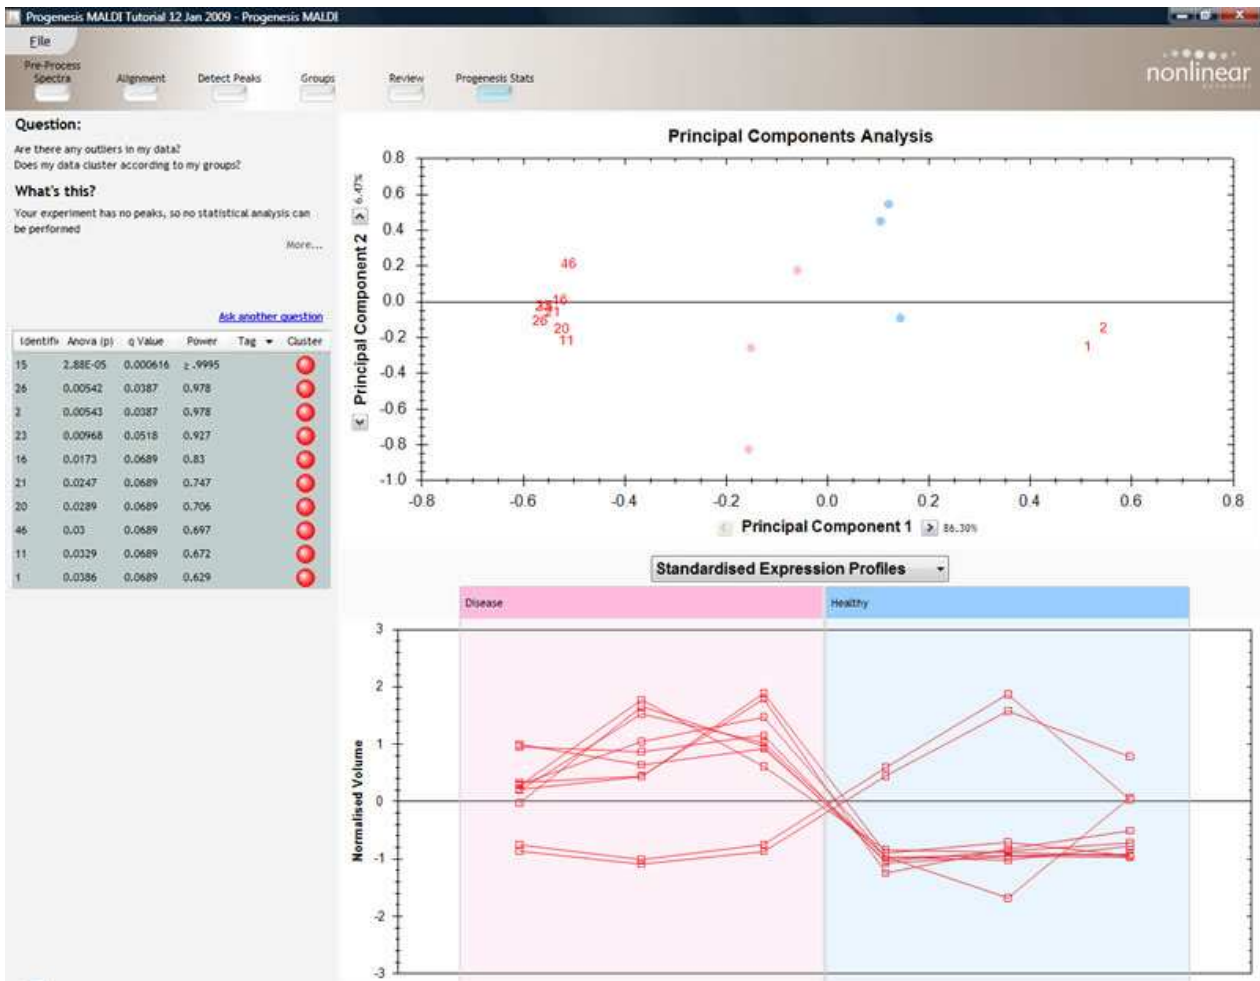 Progenesis MALDI Tutorial 12 Jan 2009 - Progenesis MALDI
File
Pre-Process
Spectra
Alignment
Detect Peaks
Groups
Review
Progenesis Stats
nonlinear
Question:
Are there any outliers in my data?
Does my data cluster according to my groups?
What's this?
Your experiment has no peaks, so no statistical analysis can
be performed
More...
Ask another question
Identifi Anova (p) q Value Power Tag Cluster
15 2.88E-05 0.000616 ≥ .9995
26 0.00542 0.0387 0.978
2 0.00543 0.0387 0.978
23 0.00968 0.0518 0.927
16 0.0173 0.0689 0.83
21 0.0247 0.0689 0.747
20 0.0289 0.0689 0.706
46 0.03 0.0689 0.697
11 0.0329 0.0689 0.672
1 0.0386 0.0689 0.629
Principal Components Analysis
Principal Component 2 6.47%
0.8
0.6
0.4
0.2
0.0
-0.2
-0.4
-0.6
-0.8
-1.0
46
16
26
20
11
2
1
-0.8 -0.6 -0.4 -0.2 0.0 0.2 0.4 0.6 0.8
Principal Component 1 86.30%
Standardised Expression Profiles
Disease
Healthy
Normalised Volume
3
2
1
0
-1
-2
-3